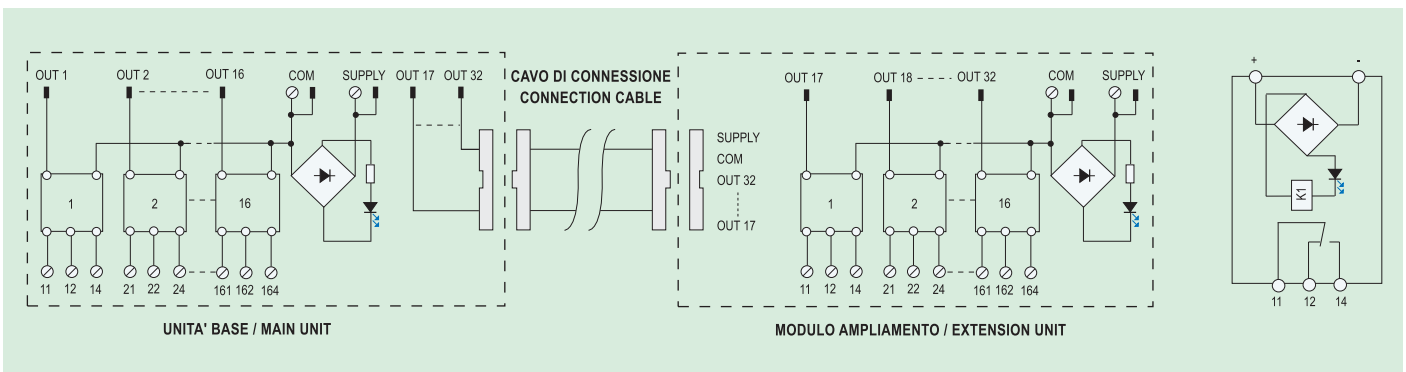 OUT 1
OUT 2
OUT 16
COM
SUPPLY
OUT 17
OUT 32
1
2
16
11
12
14
21
22
24
161
162
164
UNITA' BASE / MAIN UNIT
CAVO DI CONNESSIONE
CONNECTION CABLE
SUPPLY
COM
OUT 32
OUT 17
OUT 17
OUT 18
OUT 32
COM
SUPPLY
1
2
16
11
12
14
21
22
24
161
162
164
MODULO AMPLIAMENTO / EXTENSION UNIT
+
-
K1
11
12
14